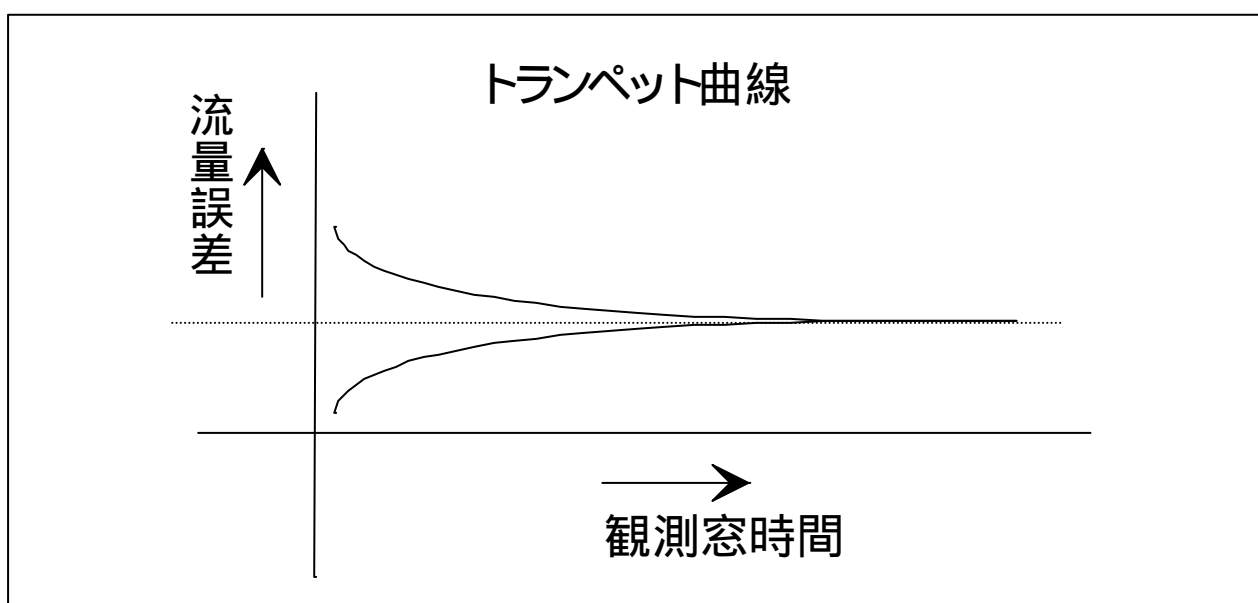 トランペット曲線
流量誤差
観測窓時間